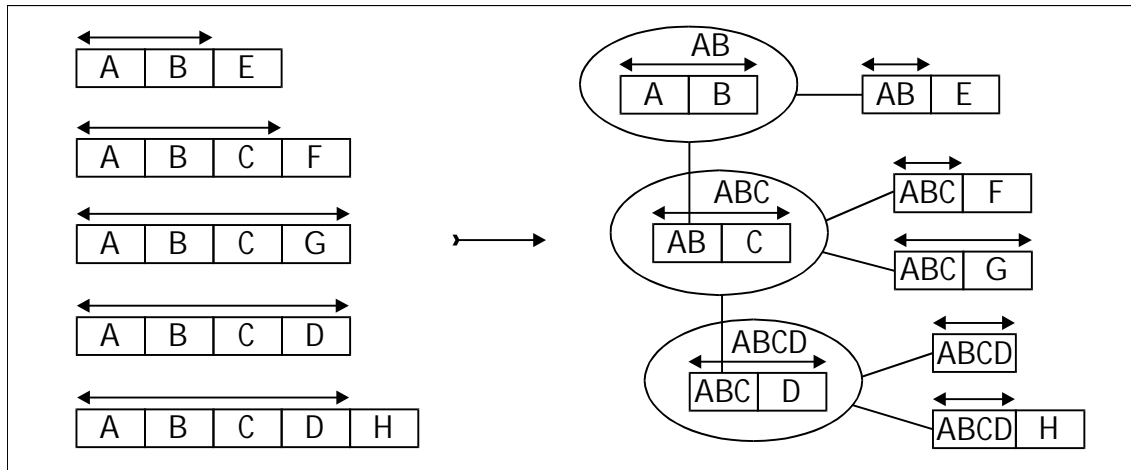 A B E
A B C F
A B C G
A B C D
A B C D H
AB
A B
AB E
ABC
AB C
ABC F
ABC G
ABCD
ABC D
ABCD
ABCD H